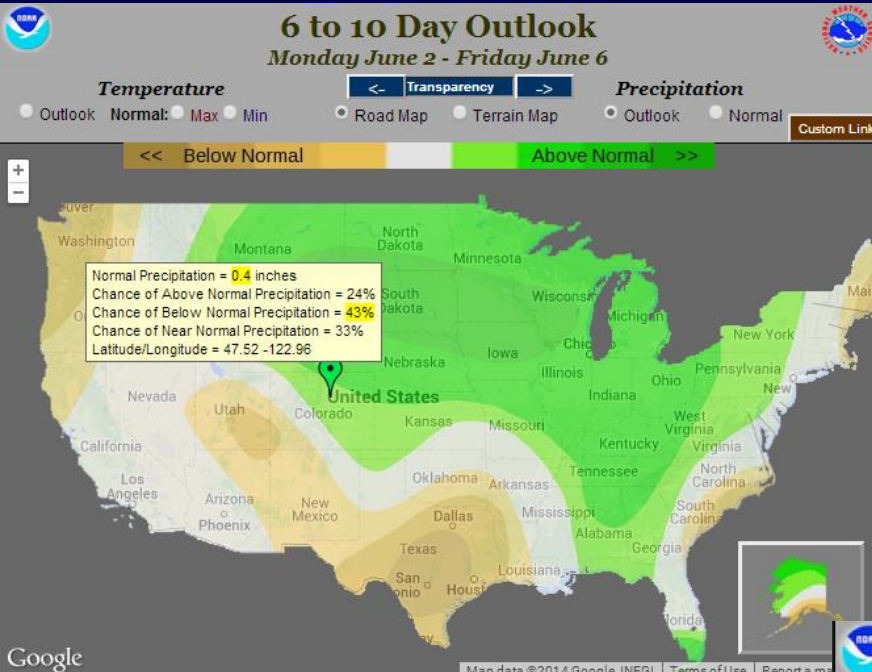 NOAA
6 to 10 Day Outlook
Monday June 2 - Friday June 6
Temperature
<- Transparency ->
Precipitation
Outlook Normal: Max Min
Road Map Terrain Map
Outlook Normal
Custom Link
<< Below Normal Above Normal >>
+
−
Washington
Montana
North
Dakota
Minnesota
Normal Precipitation = 0.4 inches
Chance of Above Normal Precipitation = 24%
Chance of Below Normal Precipitation = 43%
Chance of Near Normal Precipitation = 33%
Latitude/Longitude = 47.52 -122.96
South
Wisconsin
Michigan
New York
Nebraska
Iowa
Illinois
Indiana
Ohio
Pennsylvania
New
Nevada
Utah
Colorado
United States
Kansas
Missouri
West
Virginia
Kentucky
Virginia
California
Los
Angeles
Arizona
Phoenix
New
Mexico
Oklahoma
Arkansas
Tennessee
North
Carolina
South
Carolina
Dallas
Mississippi
Alabama
Georgia
Texas
San
Louisiana
Google
Map data ©2014 Google, INEGI
Terms of Use
Report a ma